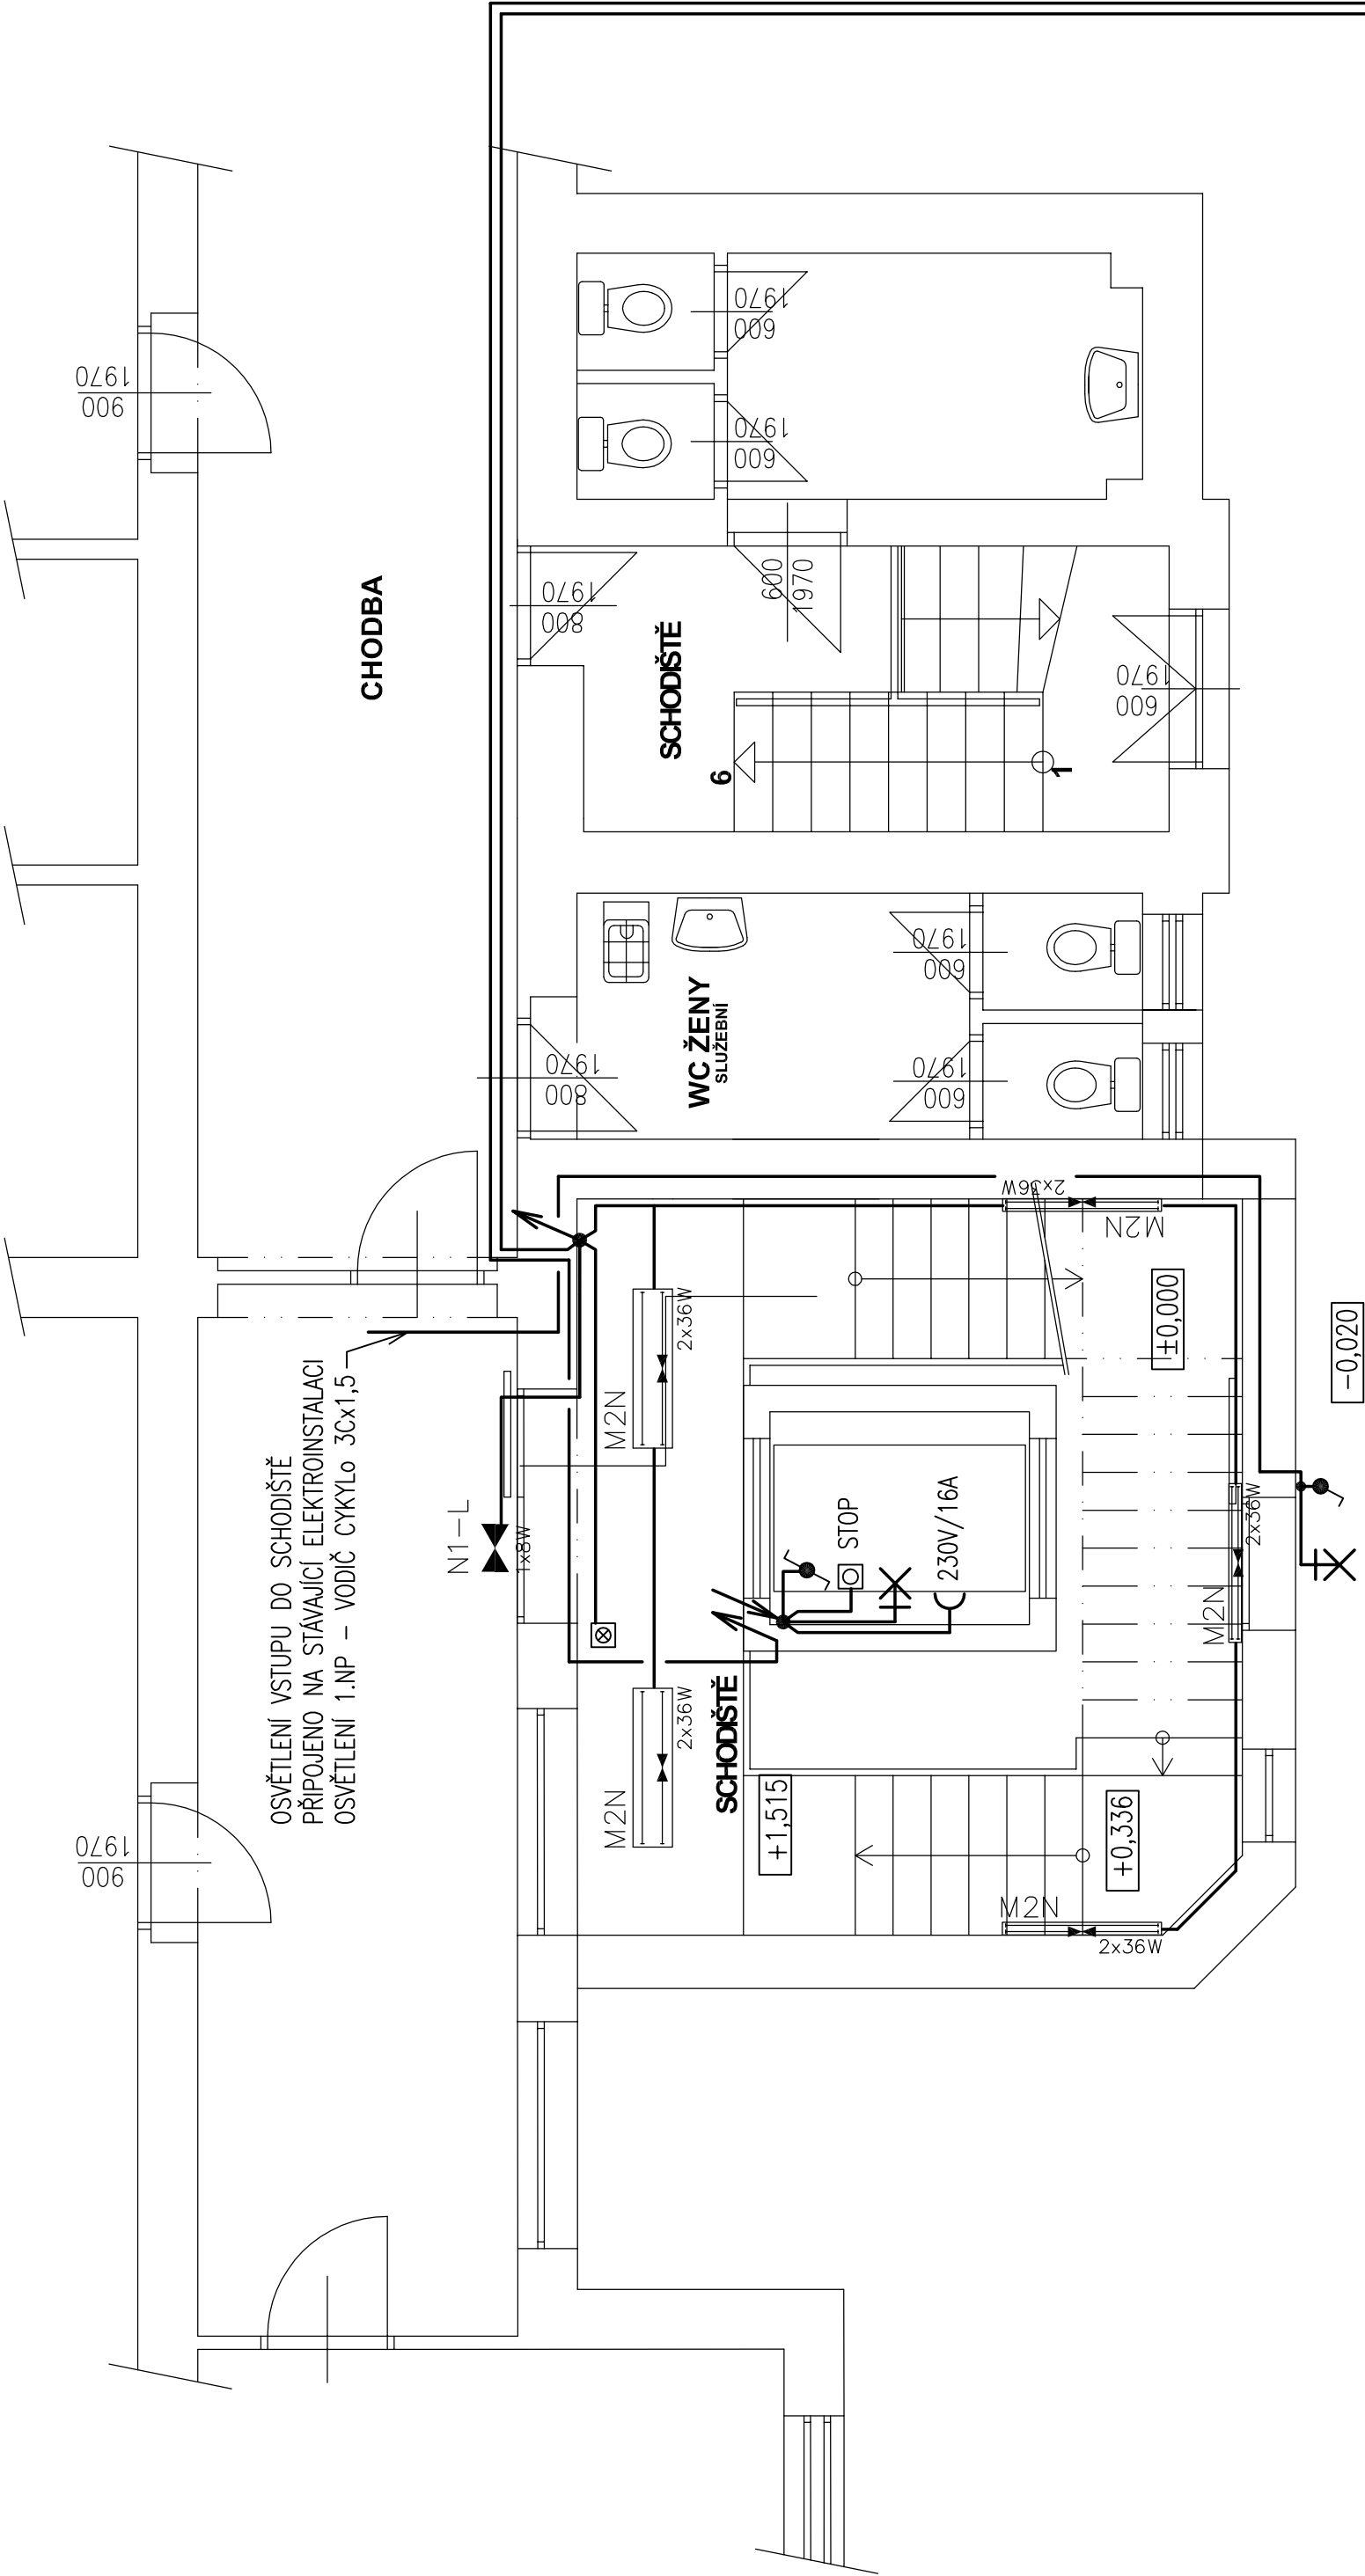 1970
900
CHODBA
1970
600
1970
600
1970
800
600
1970
SCHODIŠTĚ
6
1
1970
600
WC ŽENY
SLUŽEBNÍ
1970
800
1970
600
1970
600
OSVĚTLENÍ VSTUPU DO SCHODIŠTĚ
PŘIPOJENO NA STÁVAJÍCÍ ELEKTROINSTALACI
OSVĚTLENÍ 1.NP – VODIČ CYKYLo 3Cx1,5
1970
900
N1–L
1x8W
M2N
2x36W
M2N
2x36W
M2N
2x36W
M2N
2x36W
M2N
2x36W
STOP
230V/16A
SCHODIŠTĚ
+1,515
+0,336
±0,000
−0,020